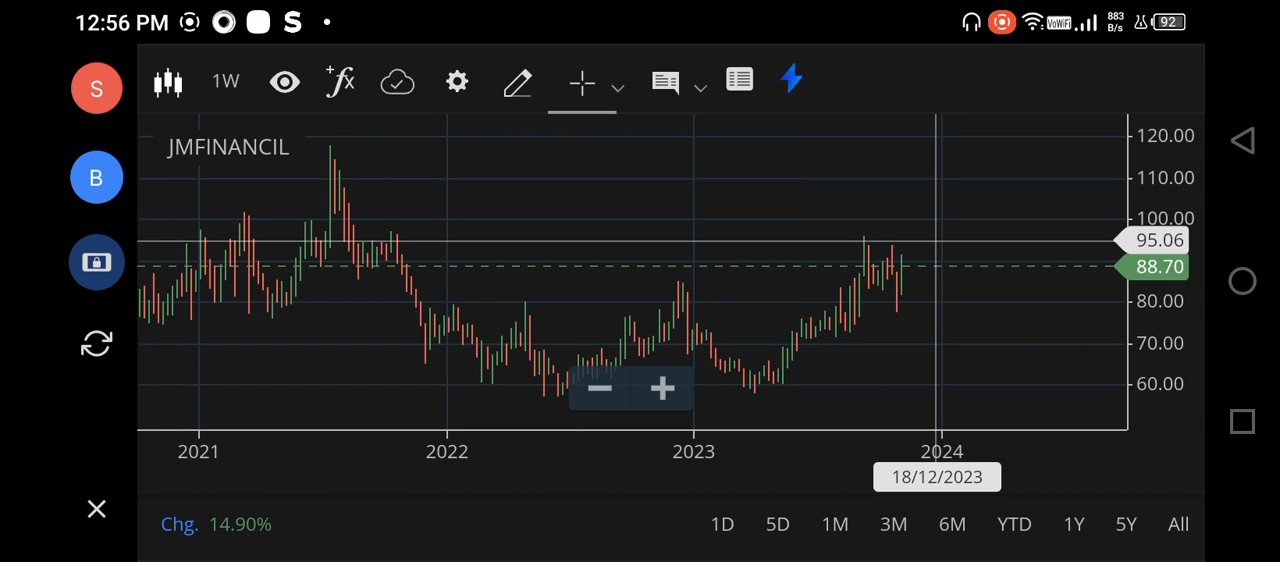 12:56 PM S VoWiFi 883 B/s 92
S
B
1W +fx
JMFINANCIL
120.00
110.00
100.00
95.06
88.70
80.00
70.00
60.00
2021 2022 2023 2024
18/12/2023
Chg. 14.90% 1D 5D 1M 3M 6M YTD 1Y 5Y All